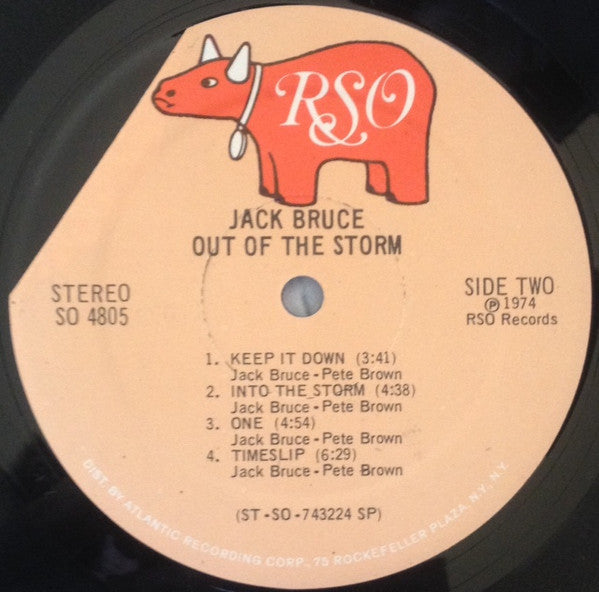 RSO
JACK BRUCE
OUT OF THE STORM
STEREO
SO 4805
SIDE TWO
Ⓟ 1974
RSO Records
1. KEEP IT DOWN (3:41)
Jack Bruce - Pete Brown
2. INTO THE STORM (4:38)
Jack Bruce - Pete Brown
3. ONE (4:54)
Jack Bruce - Pete Brown
4. TIMESLIP (6:29)
Jack Bruce - Pete Brown
(ST-SO-743224 SP)
DIST. BY ATLANTIC RECORDING CORP., 75 ROCKEFELLER PLAZA, N.Y., N.Y.